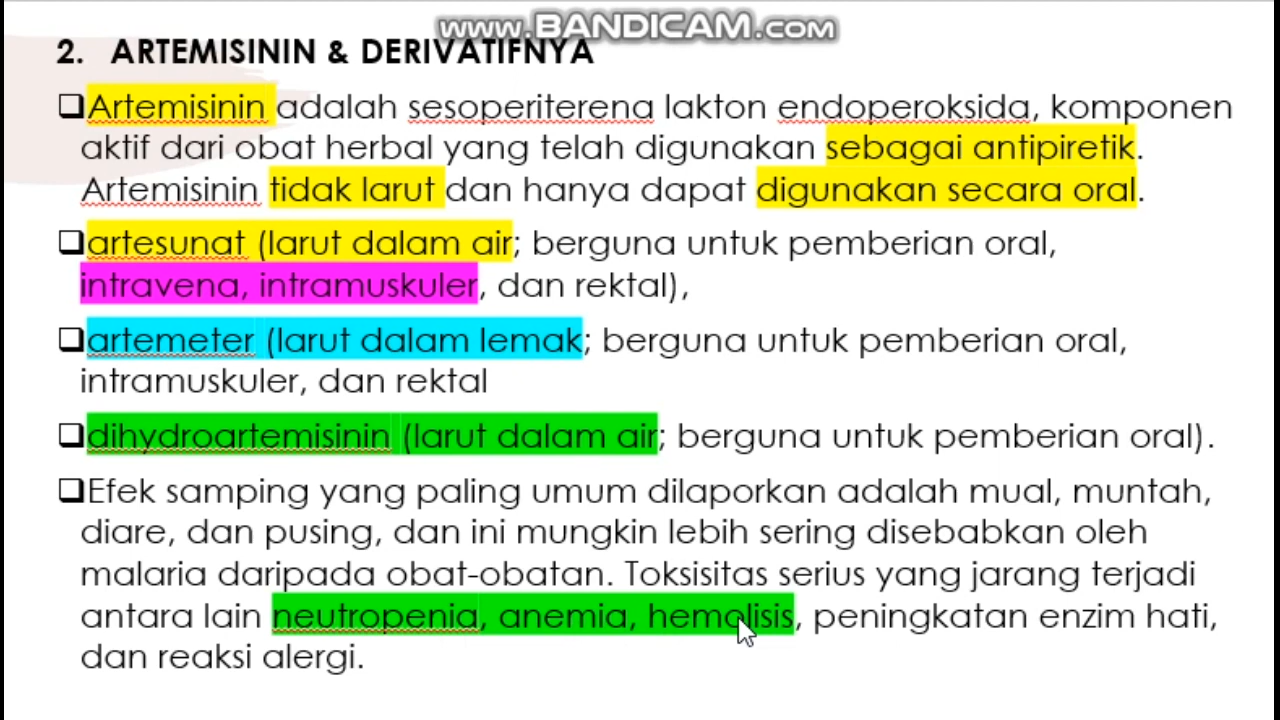 www.BANDICAM.com
2. ARTEMISININ & DERIVATIFNYA
❑Artemisinin adalah sesoperiterena lakton endoperoksida, komponen
aktif dari obat herbal yang telah digunakan sebagai antipiretik.
Artemisinin tidak larut dan hanya dapat digunakan secara oral.
❑artesunat (larut dalam air; berguna untuk pemberian oral,
intravena, intramuskuler, dan rektal),
❑artemeter (larut dalam lemak; berguna untuk pemberian oral,
intramuskuler, dan rektal
❑dihydroartemisinin (larut dalam air; berguna untuk pemberian oral).
❑Efek samping yang paling umum dilaporkan adalah mual, muntah,
diare, dan pusing, dan ini mungkin lebih sering disebabkan oleh
malaria daripada obat-obatan. Toksisitas serius yang jarang terjadi
antara lain neutropenia, anemia, hemolisis, peningkatan enzim hati,
dan reaksi alergi.